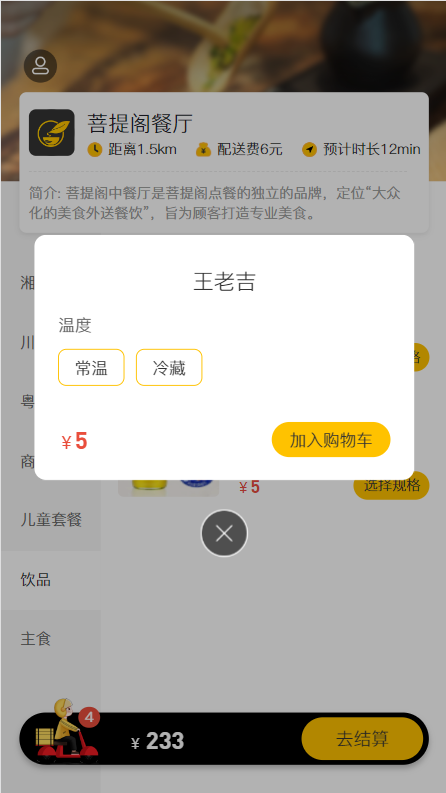 菩提阁餐厅
距离1.5km 配送费6元 预计时长12min
简介: 菩提阁中餐厅是菩提阁点餐的独立的品牌，定位“大众
化的美食外送餐饮”，旨为顾客打造专业美食。
湘
王老吉
温度
川
常温 冷藏
格
粤
¥5 加入购物车
商
¥5 选择规格
儿童套餐
饮品
主食
4
¥ 233 去结算